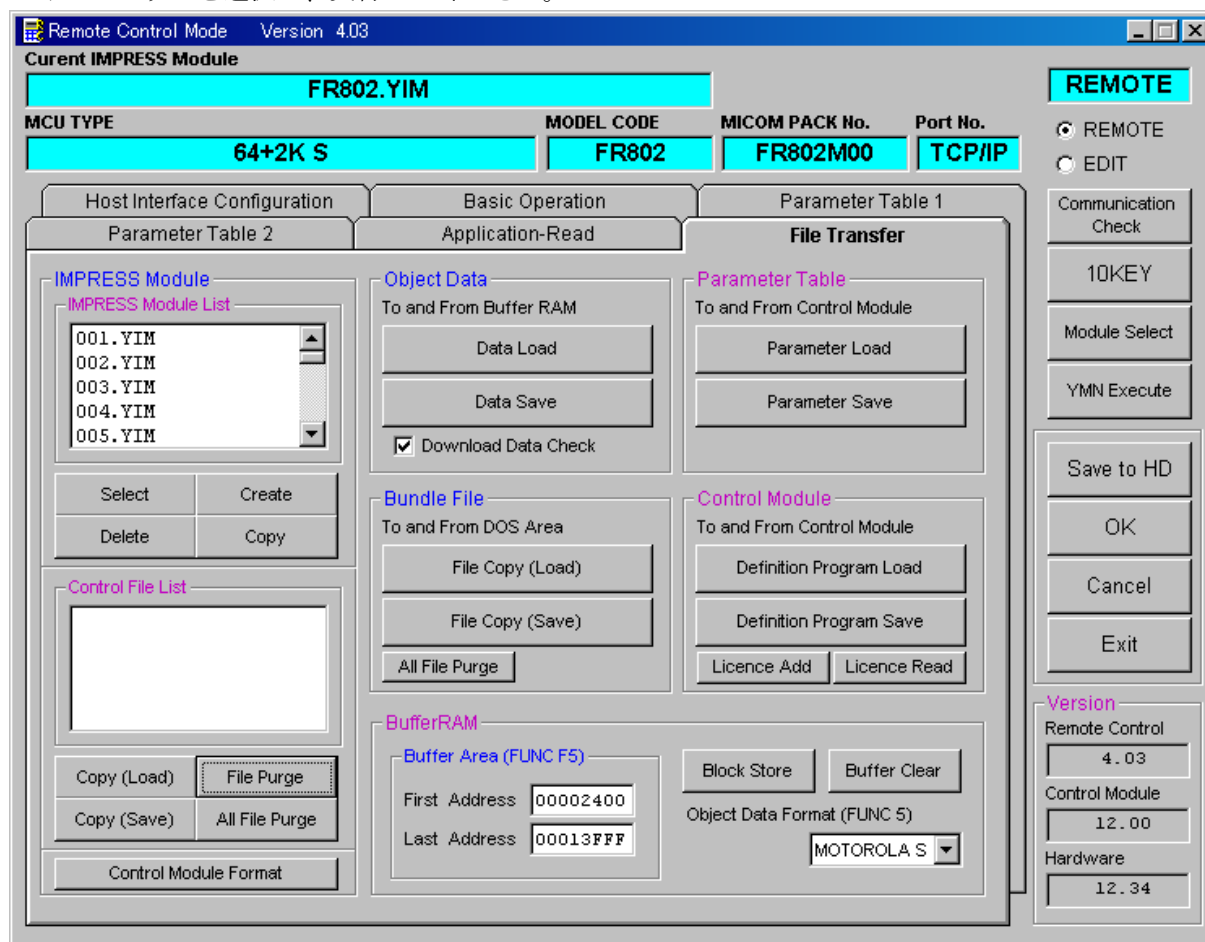 Remote Control Mode Version 4.03
Curent IMPRESS Module
FR802.YIM
REMOTE
MCU TYPE MODEL CODE MICOM PACK No. Port No.
64+2K S FR802 FR802M00 TCP/IP
REMOTE
EDIT
Host Interface Configuration Basic Operation Parameter Table 1
Parameter Table 2 Application-Read File Transfer
IMPRESS Module
IMPRESS Module List
001.YIM
002.YIM
003.YIM
004.YIM
005.YIM
Select Create
Delete Copy
Control File List
Copy (Load) File Purge
Copy (Save) All File Purge
Control Module Format
Object Data
To and From Buffer RAM
Data Load
Data Save
Download Data Check
Parameter Table
To and From Control Module
Parameter Load
Parameter Save
Bundle File
To and From DOS Area
File Copy (Load)
File Copy (Save)
All File Purge
Control Module
To and From Control Module
Definition Program Load
Definition Program Save
Licence Add Licence Read
BufferRAM
Buffer Area (FUNC F5)
First Address 00002400
Last Address 00013FFF
Block Store Buffer Clear
Object Data Format (FUNC 5)
MOTOROLA S
Communication
Check
10KEY
Module Select
YMN Execute
Save to HD
OK
Cancel
Exit
Version
Remote Control
4.03
Control Module
12.00
Hardware
12.34